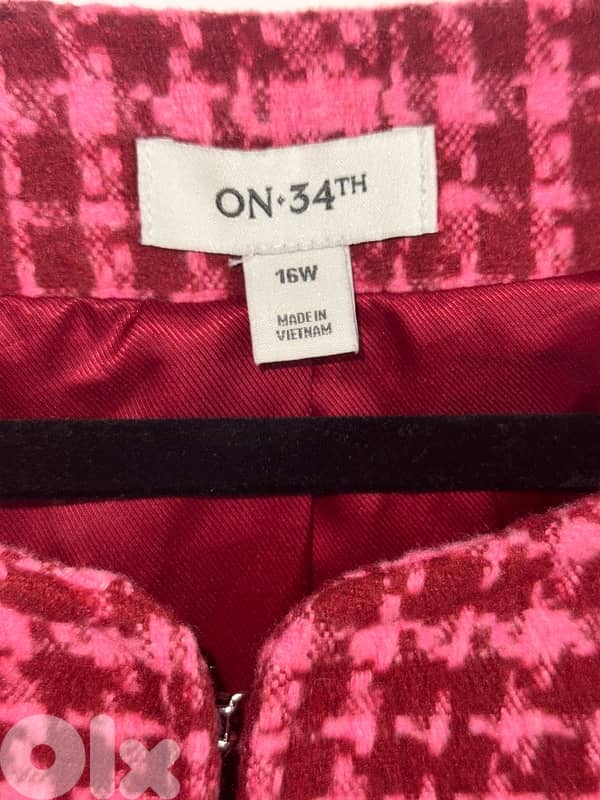 ON·34TH
16W
MADE IN
VIETNAM
Olx